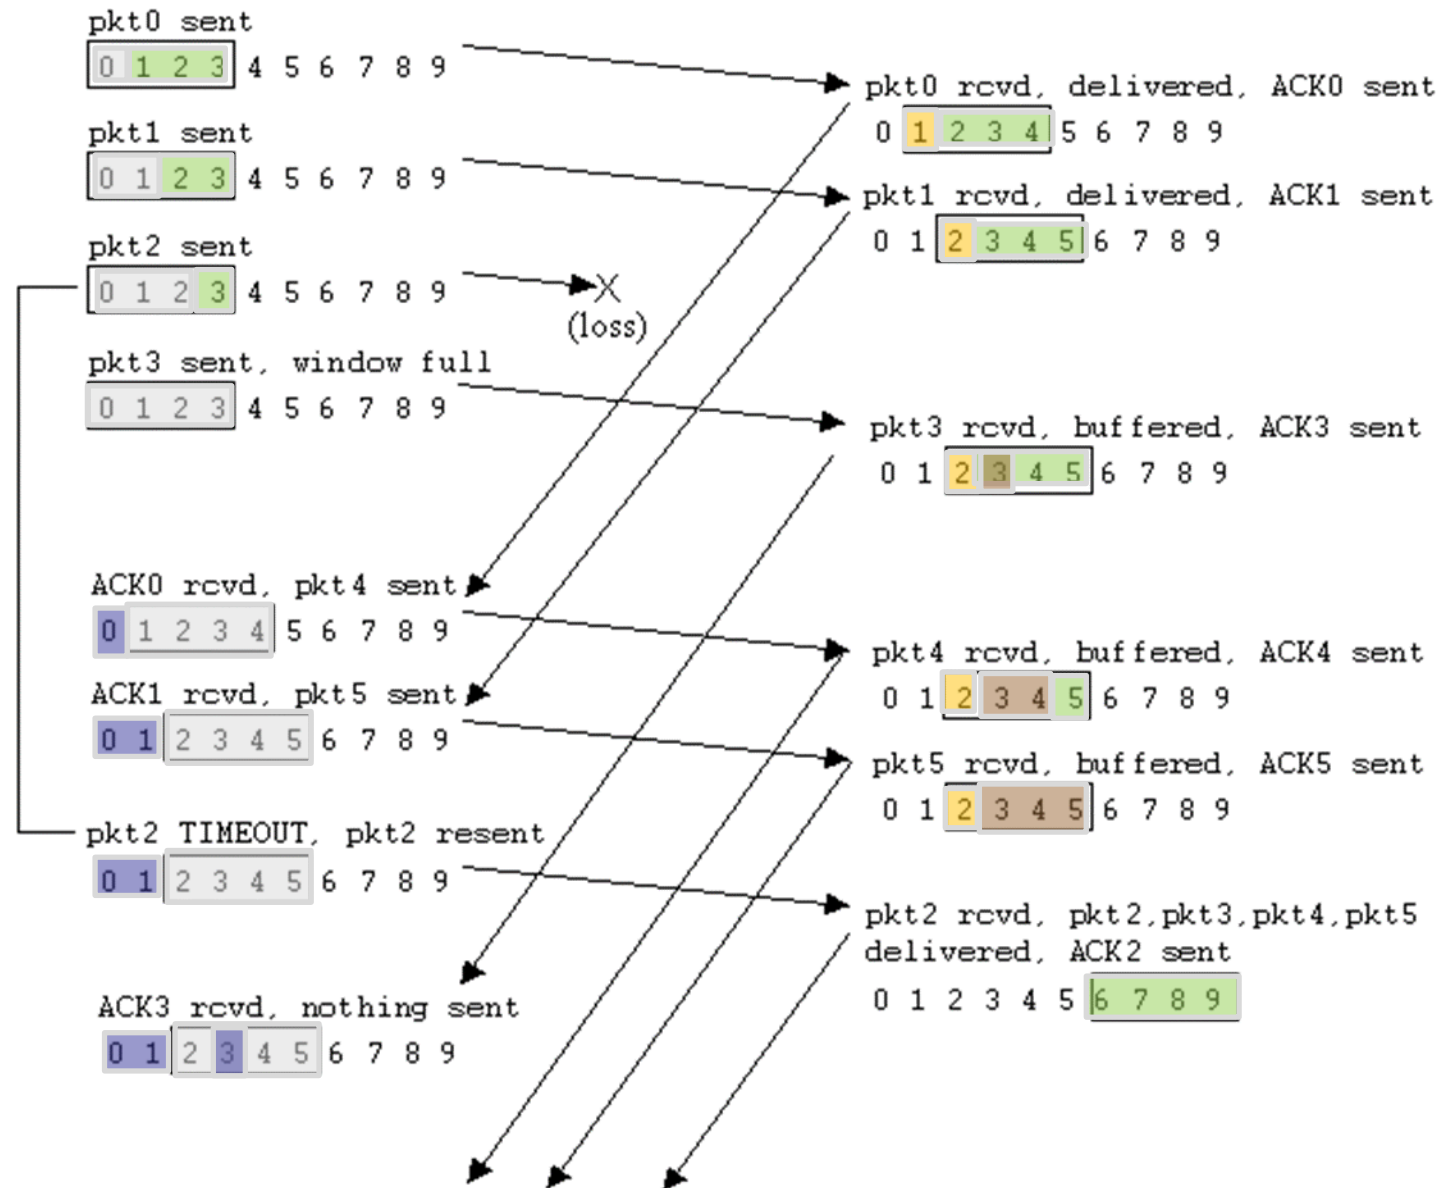 pkt0 sent
0 1 2 3 4 5 6 7 8 9
pkt0 rcvd, delivered, ACK0 sent
0 1 2 3 4 5 6 7 8 9
pkt1 sent
0 1 2 3 4 5 6 7 8 9
pkt1 rcvd, delivered, ACK1 sent
0 1 2 3 4 5 6 7 8 9
pkt2 sent
0 1 2 3 4 5 6 7 8 9
X
(loss)
pkt3 sent, window full
0 1 2 3 4 5 6 7 8 9
pkt3 rcvd, buffered, ACK3 sent
0 1 2 3 4 5 6 7 8 9
ACK0 rcvd, pkt4 sent
0 1 2 3 4 5 6 7 8 9
pkt4 rcvd, buffered, ACK4 sent
0 1 2 3 4 5 6 7 8 9
ACK1 rcvd, pkt5 sent
0 1 2 3 4 5 6 7 8 9
pkt5 rcvd, buffered, ACK5 sent
0 1 2 3 4 5 6 7 8 9
pkt2 TIMEOUT, pkt2 resent
0 1 2 3 4 5 6 7 8 9
pkt2 rcvd, pkt2,pkt3,pkt4,pkt5
delivered, ACK2 sent
0 1 2 3 4 5 6 7 8 9
ACK3 rcvd, nothing sent
0 1 2 3 4 5 6 7 8 9